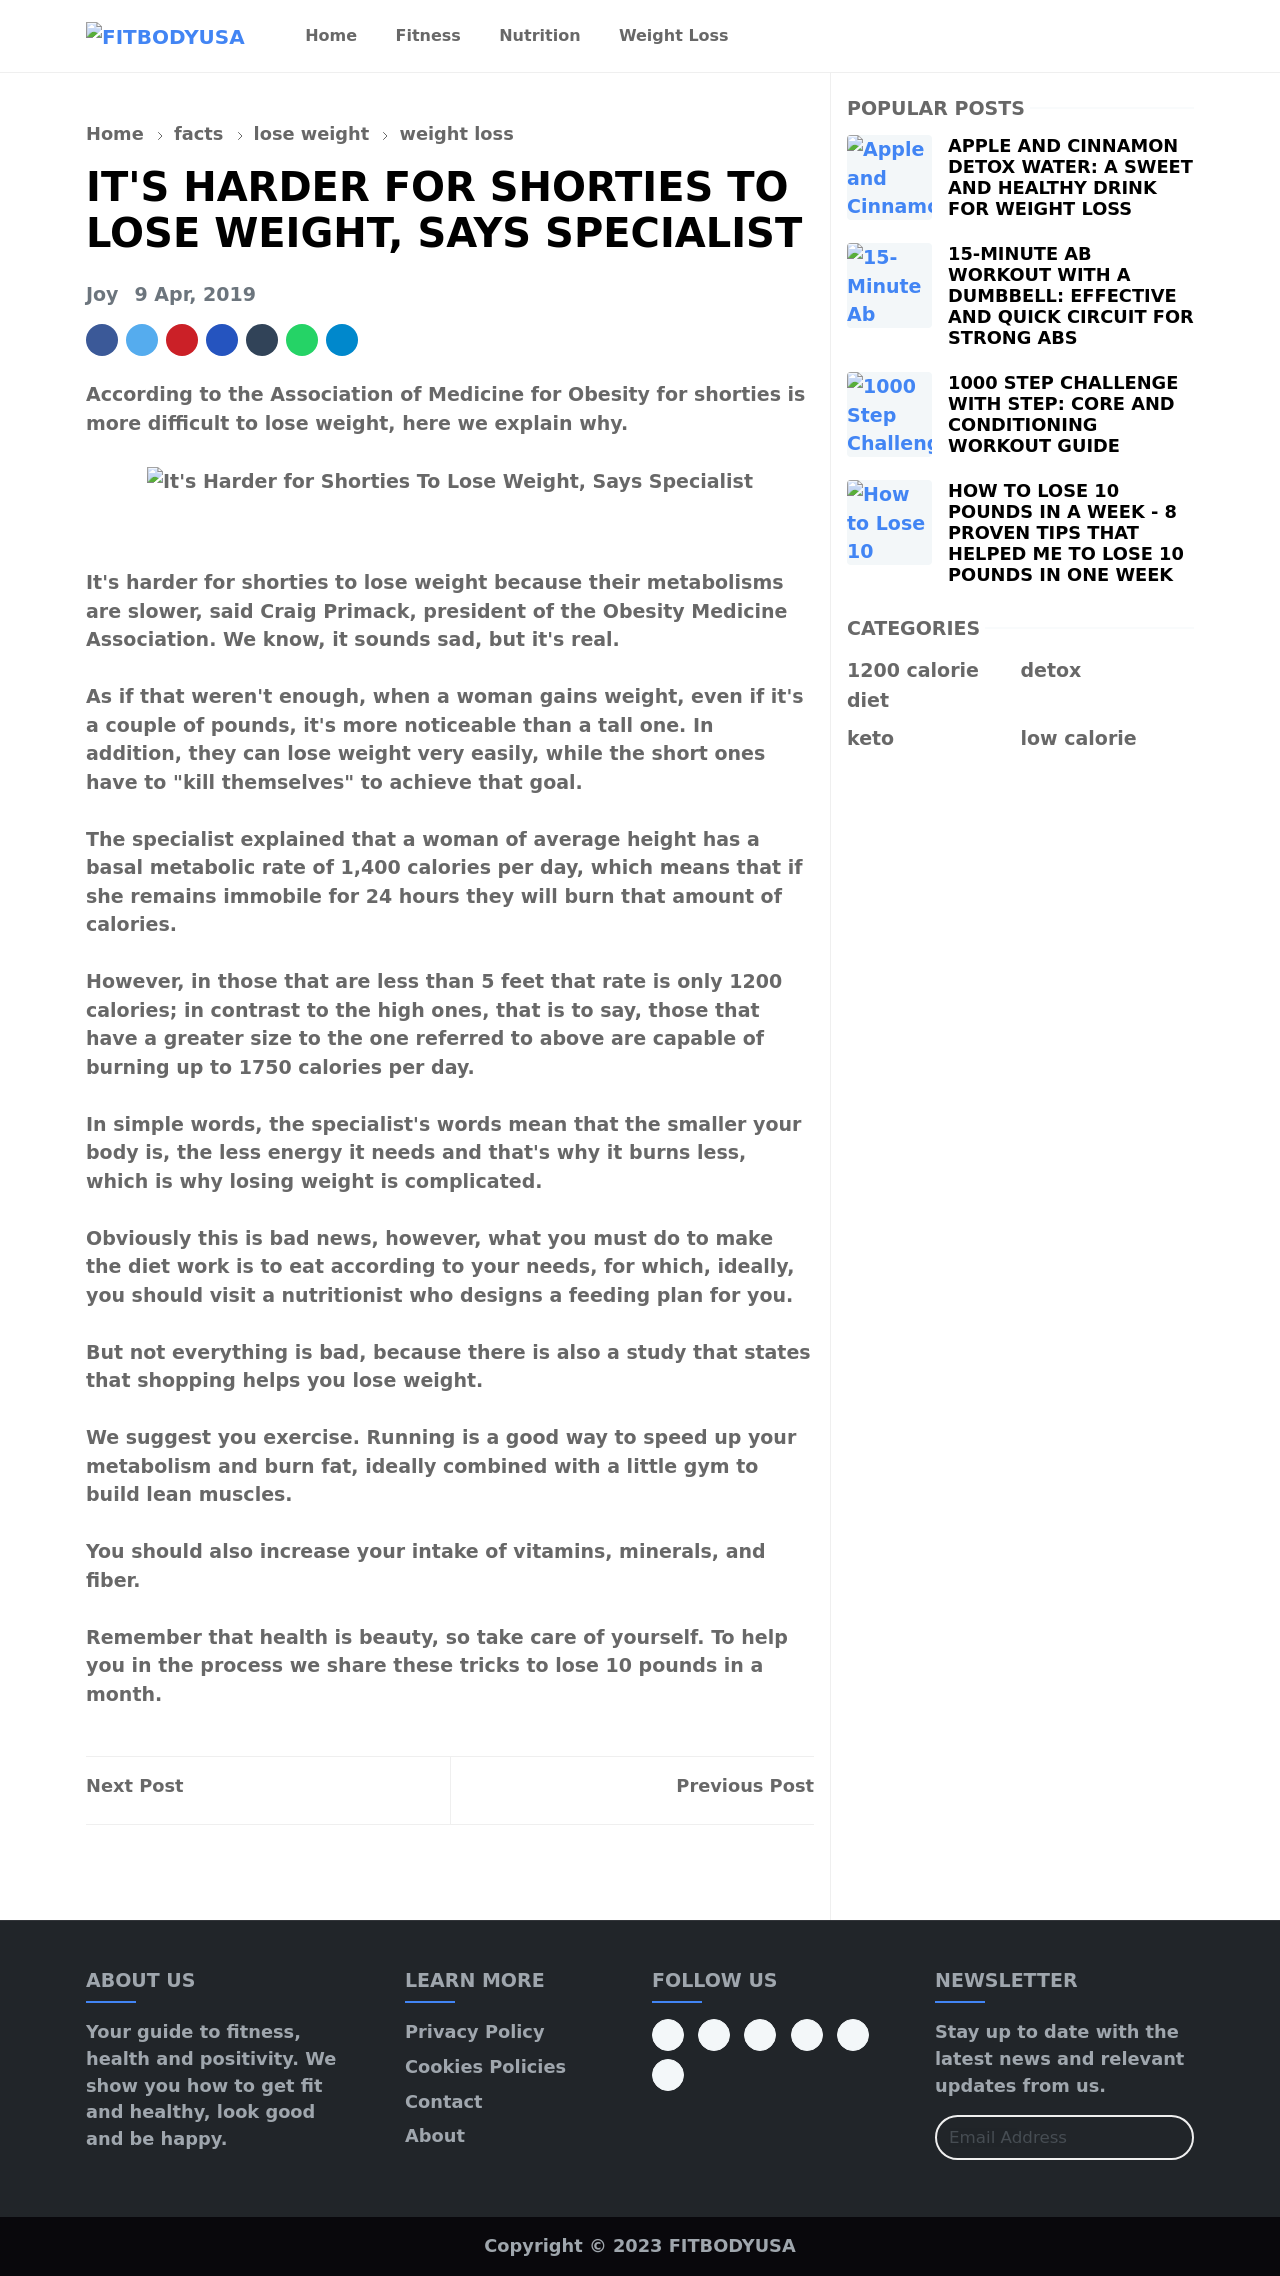 FITBODYUSA
Home
Fitness
Nutrition
Weight Loss
Home › facts › lose weight › weight loss
IT'S HARDER FOR SHORTIES TO
LOSE WEIGHT, SAYS SPECIALIST
Joy 9 Apr, 2019
According to the Association of Medicine for Obesity for shorties is
more difficult to lose weight, here we explain why.
It's Harder for Shorties To Lose Weight, Says Specialist
It's harder for shorties to lose weight because their metabolisms
are slower, said Craig Primack, president of the Obesity Medicine
Association. We know, it sounds sad, but it's real.
As if that weren't enough, when a woman gains weight, even if it's
a couple of pounds, it's more noticeable than a tall one. In
addition, they can lose weight very easily, while the short ones
have to "kill themselves" to achieve that goal.
The specialist explained that a woman of average height has a
basal metabolic rate of 1,400 calories per day, which means that if
she remains immobile for 24 hours they will burn that amount of
calories.
However, in those that are less than 5 feet that rate is only 1200
calories; in contrast to the high ones, that is to say, those that
have a greater size to the one referred to above are capable of
burning up to 1750 calories per day.
In simple words, the specialist's words mean that the smaller your
body is, the less energy it needs and that's why it burns less,
which is why losing weight is complicated.
Obviously this is bad news, however, what you must do to make
the diet work is to eat according to your needs, for which, ideally,
you should visit a nutritionist who designs a feeding plan for you.
But not everything is bad, because there is also a study that states
that shopping helps you lose weight.
We suggest you exercise. Running is a good way to speed up your
metabolism and burn fat, ideally combined with a little gym to
build lean muscles.
You should also increase your intake of vitamins, minerals, and
fiber.
Remember that health is beauty, so take care of yourself. To help
you in the process we share these tricks to lose 10 pounds in a
month.
Next Post
Previous Post
POPULAR POSTS
Apple
and
Cinnamo
APPLE AND CINNAMON
DETOX WATER: A SWEET
AND HEALTHY DRINK
FOR WEIGHT LOSS
15-
Minute
Ab
15-MINUTE AB
WORKOUT WITH A
DUMBBELL: EFFECTIVE
AND QUICK CIRCUIT FOR
STRONG ABS
1000
Step
Challeng
1000 STEP CHALLENGE
WITH STEP: CORE AND
CONDITIONING
WORKOUT GUIDE
How
to Lose
10
HOW TO LOSE 10
POUNDS IN A WEEK - 8
PROVEN TIPS THAT
HELPED ME TO LOSE 10
POUNDS IN ONE WEEK
CATEGORIES
1200 calorie
diet
detox
keto
low calorie
ABOUT US
Your guide to fitness,
health and positivity. We
show you how to get fit
and healthy, look good
and be happy.
LEARN MORE
Privacy Policy
Cookies Policies
Contact
About
FOLLOW US
NEWSLETTER
Stay up to date with the
latest news and relevant
updates from us.
Email Address
Copyright © 2023 FITBODYUSA